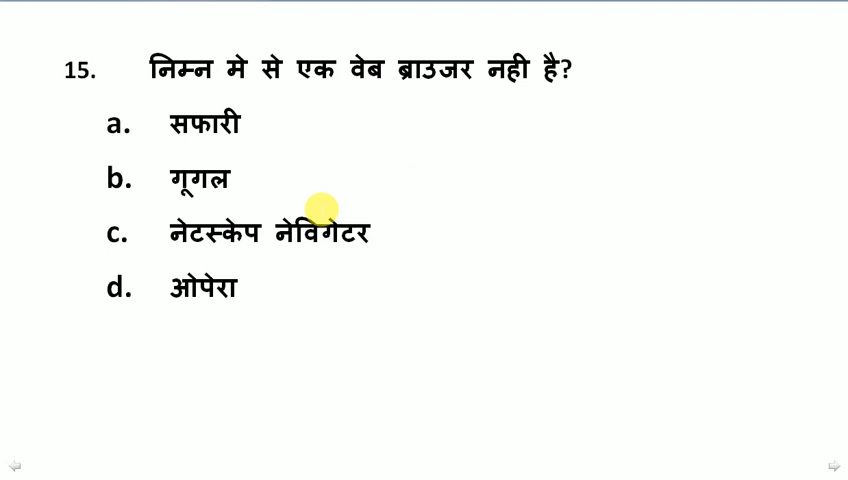 15. निम्न मे से एक वेब ब्राउजर नही है?
a. सफारी
b. गूगल
c. नेटस्केप नेविगेटर
d. ओपेरा